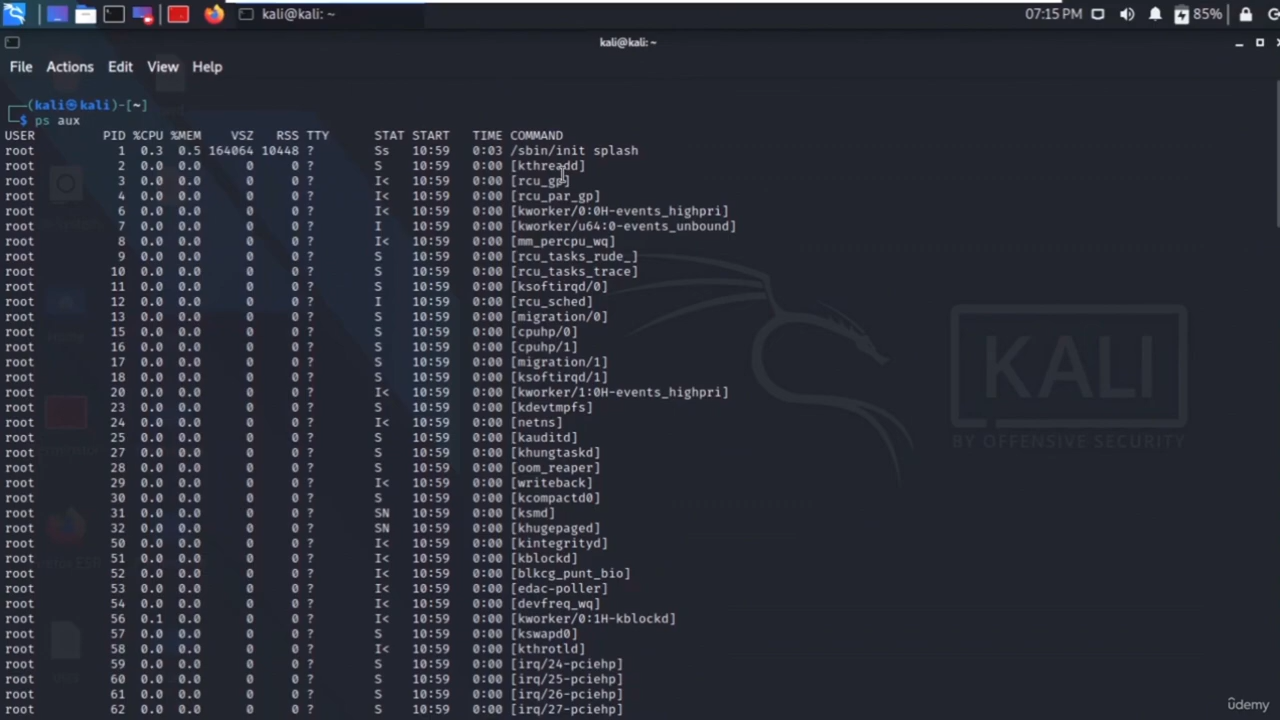 kali@kali: ~
07:15 PM
85%
kali@kali: ~
File Actions Edit View Help
(kali㉿kali)-[~]
$ ps aux
USER PID %CPU %MEM VSZ RSS TTY STAT START TIME COMMAND
root 1 0.3 0.5 164064 10448 ? Ss 10:59 0:03 /sbin/init splash
root 2 0.0 0.0 0 0 ? S 10:59 0:00 [kthreadd]
root 3 0.0 0.0 0 0 ? I< 10:59 0:00 [rcu_gp]
root 4 0.0 0.0 0 0 ? I< 10:59 0:00 [rcu_par_gp]
root 6 0.0 0.0 0 0 ? I< 10:59 0:00 [kworker/0:0H-events_highpri]
root 7 0.0 0.0 0 0 ? I 10:59 0:00 [kworker/u64:0-events_unbound]
root 8 0.0 0.0 0 0 ? I< 10:59 0:00 [mm_percpu_wq]
root 9 0.0 0.0 0 0 ? S 10:59 0:00 [rcu_tasks_rude_]
root 10 0.0 0.0 0 0 ? S 10:59 0:00 [rcu_tasks_trace]
root 11 0.0 0.0 0 0 ? S 10:59 0:00 [ksoftirqd/0]
root 12 0.0 0.0 0 0 ? I 10:59 0:00 [rcu_sched]
root 13 0.0 0.0 0 0 ? S 10:59 0:00 [migration/0]
root 15 0.0 0.0 0 0 ? S 10:59 0:00 [cpuhp/0]
root 16 0.0 0.0 0 0 ? S 10:59 0:00 [cpuhp/1]
root 17 0.0 0.0 0 0 ? S 10:59 0:00 [migration/1]
root 18 0.0 0.0 0 0 ? S 10:59 0:00 [ksoftirqd/1]
root 20 0.0 0.0 0 0 ? I< 10:59 0:00 [kworker/1:0H-events_highpri]
root 23 0.0 0.0 0 0 ? S 10:59 0:00 [kdevtmpfs]
root 24 0.0 0.0 0 0 ? I< 10:59 0:00 [netns]
root 25 0.0 0.0 0 0 ? S 10:59 0:00 [kauditd]
root 27 0.0 0.0 0 0 ? S 10:59 0:00 [khungtaskd]
root 28 0.0 0.0 0 0 ? S 10:59 0:00 [oom_reaper]
root 29 0.0 0.0 0 0 ? I< 10:59 0:00 [writeback]
root 30 0.0 0.0 0 0 ? S 10:59 0:00 [kcompactd0]
root 31 0.0 0.0 0 0 ? SN 10:59 0:00 [ksmd]
root 32 0.0 0.0 0 0 ? SN 10:59 0:00 [khugepaged]
root 50 0.0 0.0 0 0 ? I< 10:59 0:00 [kintegrityd]
root 51 0.0 0.0 0 0 ? I< 10:59 0:00 [kblockd]
root 52 0.0 0.0 0 0 ? I< 10:59 0:00 [blkcg_punt_bio]
root 53 0.0 0.0 0 0 ? I< 10:59 0:00 [edac-poller]
root 54 0.0 0.0 0 0 ? I< 10:59 0:00 [devfreq_wq]
root 56 0.1 0.0 0 0 ? I< 10:59 0:00 [kworker/0:1H-kblockd]
root 57 0.0 0.0 0 0 ? S 10:59 0:00 [kswapd0]
root 58 0.0 0.0 0 0 ? I< 10:59 0:00 [kthrotld]
root 59 0.0 0.0 0 0 ? S 10:59 0:00 [irq/24-pciehp]
root 60 0.0 0.0 0 0 ? S 10:59 0:00 [irq/25-pciehp]
root 61 0.0 0.0 0 0 ? S 10:59 0:00 [irq/26-pciehp]
root 62 0.0 0.0 0 0 ? S 10:59 0:00 [irq/27-pciehp]
KALI
BY OFFENSIVE SECURITY
ûdemy